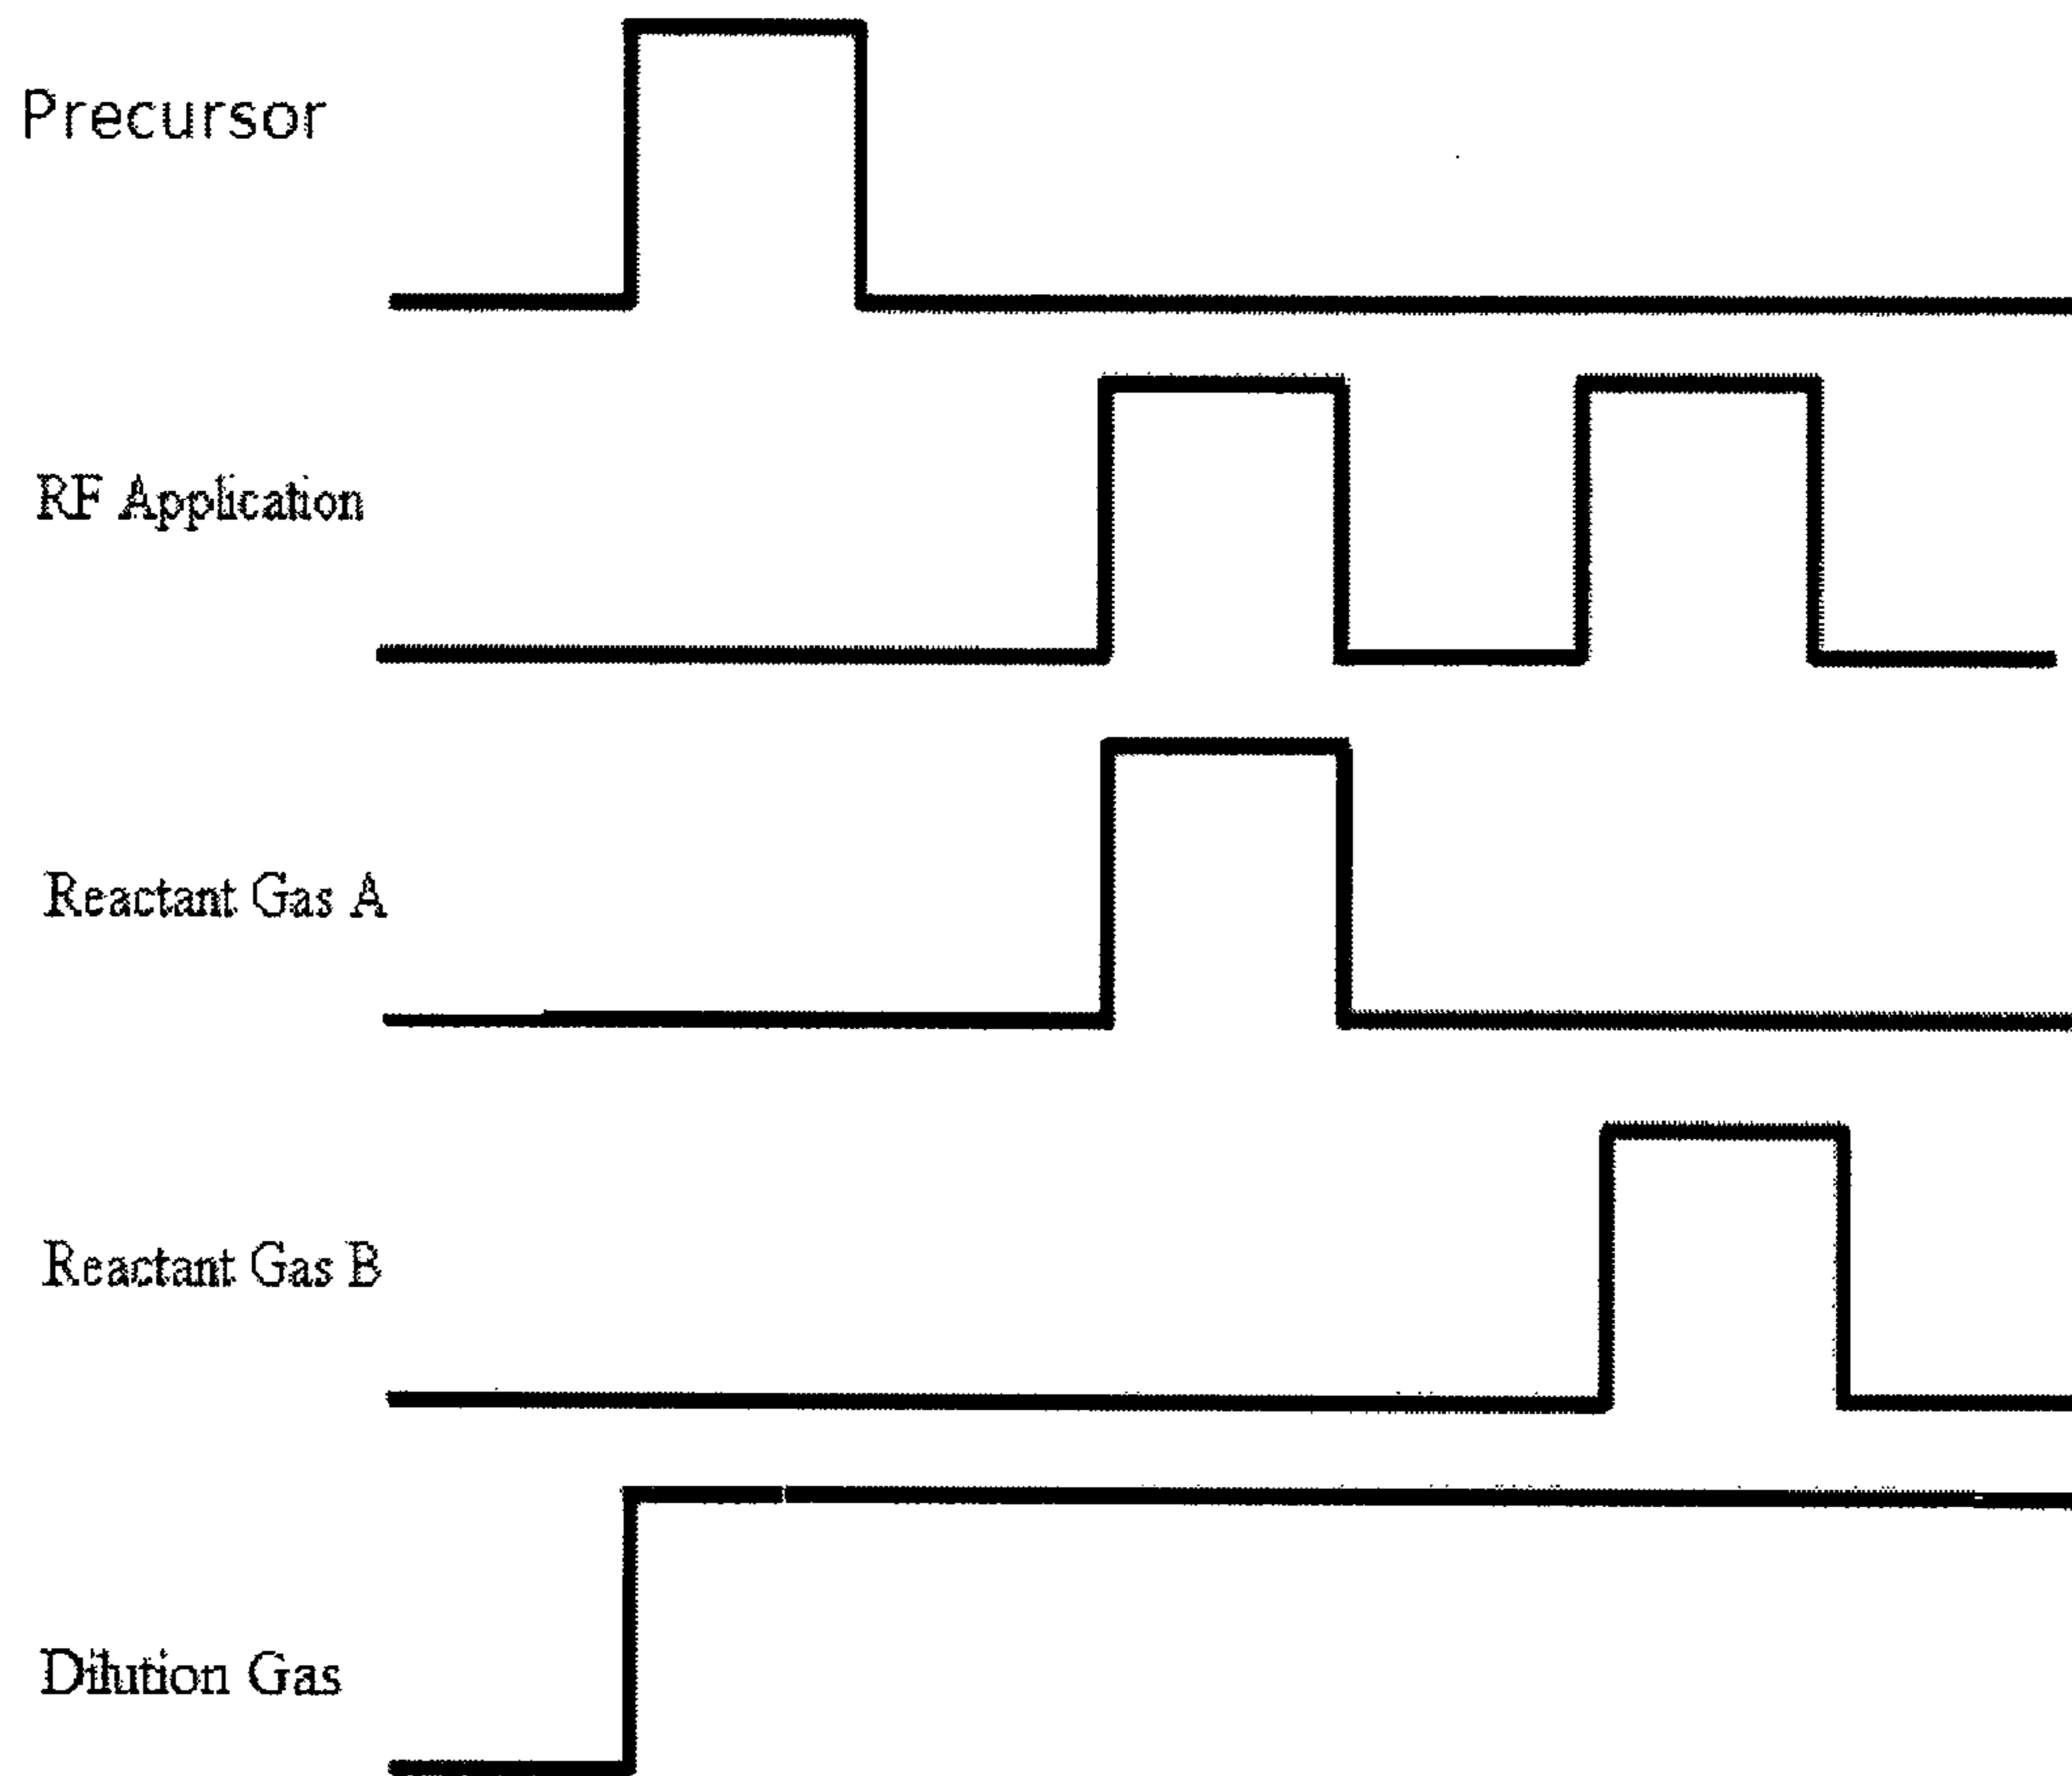 Precursor
RF Application
Reactant Gas A
Reactant Gas B
Dilution Gas